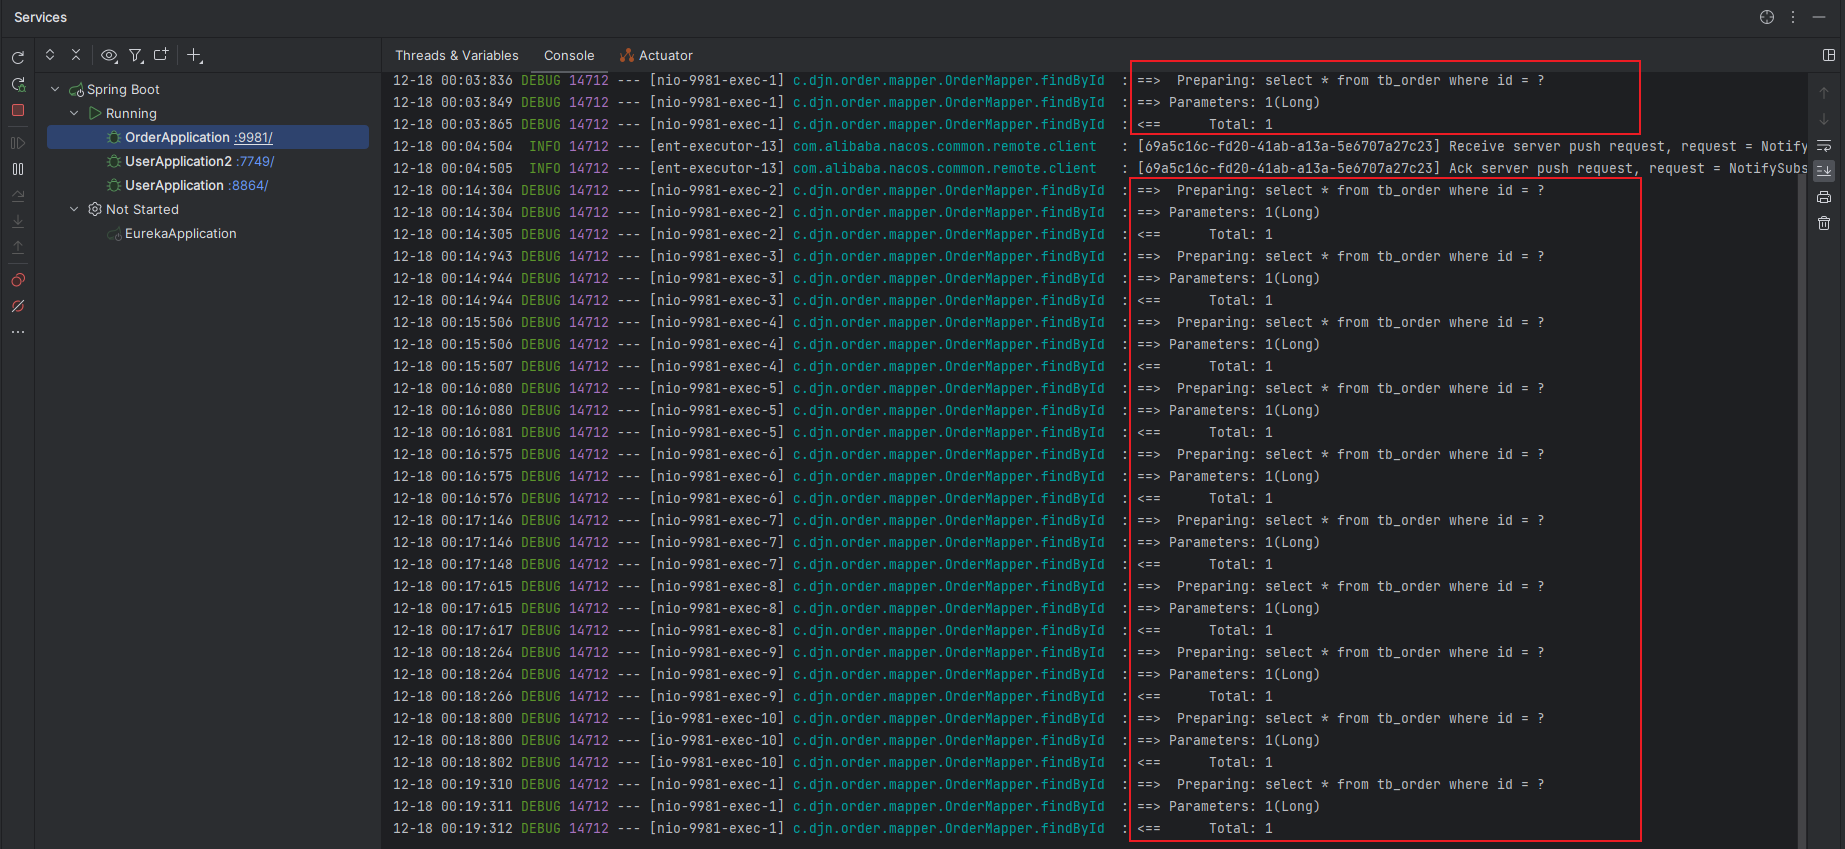 Services
Threads & Variables Console Actuator
Spring Boot
Running
OrderApplication :9981/
UserApplication2 :7749/
UserApplication :8864/
Not Started
EurekaApplication
12-18 00:03:836 DEBUG 14712 --- [nio-9981-exec-1] c.djn.order.mapper.OrderMapper.findById : ==>  Preparing: select * from tb_order where id = ?
12-18 00:03:849 DEBUG 14712 --- [nio-9981-exec-1] c.djn.order.mapper.OrderMapper.findById : ==> Parameters: 1(Long)
12-18 00:03:865 DEBUG 14712 --- [nio-9981-exec-1] c.djn.order.mapper.OrderMapper.findById : <==      Total: 1
12-18 00:04:504  INFO 14712 --- [ent-executor-13] com.alibaba.nacos.common.remote.client : [69a5c16c-fd20-41ab-a13a-5e6707a27c23] Receive server push request, request = Notify
12-18 00:04:505  INFO 14712 --- [ent-executor-13] com.alibaba.nacos.common.remote.client : [69a5c16c-fd20-41ab-a13a-5e6707a27c23] Ack server push request, request = NotifySubs
12-18 00:14:304 DEBUG 14712 --- [nio-9981-exec-2] c.djn.order.mapper.OrderMapper.findById : ==>  Preparing: select * from tb_order where id = ?
12-18 00:14:304 DEBUG 14712 --- [nio-9981-exec-2] c.djn.order.mapper.OrderMapper.findById : ==> Parameters: 1(Long)
12-18 00:14:305 DEBUG 14712 --- [nio-9981-exec-2] c.djn.order.mapper.OrderMapper.findById : <==      Total: 1
12-18 00:14:943 DEBUG 14712 --- [nio-9981-exec-3] c.djn.order.mapper.OrderMapper.findById : ==>  Preparing: select * from tb_order where id = ?
12-18 00:14:944 DEBUG 14712 --- [nio-9981-exec-3] c.djn.order.mapper.OrderMapper.findById : ==> Parameters: 1(Long)
12-18 00:14:944 DEBUG 14712 --- [nio-9981-exec-3] c.djn.order.mapper.OrderMapper.findById : <==      Total: 1
12-18 00:15:506 DEBUG 14712 --- [nio-9981-exec-4] c.djn.order.mapper.OrderMapper.findById : ==>  Preparing: select * from tb_order where id = ?
12-18 00:15:506 DEBUG 14712 --- [nio-9981-exec-4] c.djn.order.mapper.OrderMapper.findById : ==> Parameters: 1(Long)
12-18 00:15:507 DEBUG 14712 --- [nio-9981-exec-4] c.djn.order.mapper.OrderMapper.findById : <==      Total: 1
12-18 00:16:080 DEBUG 14712 --- [nio-9981-exec-5] c.djn.order.mapper.OrderMapper.findById : ==>  Preparing: select * from tb_order where id = ?
12-18 00:16:080 DEBUG 14712 --- [nio-9981-exec-5] c.djn.order.mapper.OrderMapper.findById : ==> Parameters: 1(Long)
12-18 00:16:081 DEBUG 14712 --- [nio-9981-exec-5] c.djn.order.mapper.OrderMapper.findById : <==      Total: 1
12-18 00:16:575 DEBUG 14712 --- [nio-9981-exec-6] c.djn.order.mapper.OrderMapper.findById : ==>  Preparing: select * from tb_order where id = ?
12-18 00:16:575 DEBUG 14712 --- [nio-9981-exec-6] c.djn.order.mapper.OrderMapper.findById : ==> Parameters: 1(Long)
12-18 00:16:576 DEBUG 14712 --- [nio-9981-exec-6] c.djn.order.mapper.OrderMapper.findById : <==      Total: 1
12-18 00:17:146 DEBUG 14712 --- [nio-9981-exec-7] c.djn.order.mapper.OrderMapper.findById : ==>  Preparing: select * from tb_order where id = ?
12-18 00:17:146 DEBUG 14712 --- [nio-9981-exec-7] c.djn.order.mapper.OrderMapper.findById : ==> Parameters: 1(Long)
12-18 00:17:148 DEBUG 14712 --- [nio-9981-exec-7] c.djn.order.mapper.OrderMapper.findById : <==      Total: 1
12-18 00:17:615 DEBUG 14712 --- [nio-9981-exec-8] c.djn.order.mapper.OrderMapper.findById : ==>  Preparing: select * from tb_order where id = ?
12-18 00:17:615 DEBUG 14712 --- [nio-9981-exec-8] c.djn.order.mapper.OrderMapper.findById : ==> Parameters: 1(Long)
12-18 00:17:617 DEBUG 14712 --- [nio-9981-exec-8] c.djn.order.mapper.OrderMapper.findById : <==      Total: 1
12-18 00:18:264 DEBUG 14712 --- [nio-9981-exec-9] c.djn.order.mapper.OrderMapper.findById : ==>  Preparing: select * from tb_order where id = ?
12-18 00:18:264 DEBUG 14712 --- [nio-9981-exec-9] c.djn.order.mapper.OrderMapper.findById : ==> Parameters: 1(Long)
12-18 00:18:266 DEBUG 14712 --- [nio-9981-exec-9] c.djn.order.mapper.OrderMapper.findById : <==      Total: 1
12-18 00:18:800 DEBUG 14712 --- [io-9981-exec-10] c.djn.order.mapper.OrderMapper.findById : ==>  Preparing: select * from tb_order where id = ?
12-18 00:18:800 DEBUG 14712 --- [io-9981-exec-10] c.djn.order.mapper.OrderMapper.findById : ==> Parameters: 1(Long)
12-18 00:18:802 DEBUG 14712 --- [io-9981-exec-10] c.djn.order.mapper.OrderMapper.findById : <==      Total: 1
12-18 00:19:310 DEBUG 14712 --- [nio-9981-exec-1] c.djn.order.mapper.OrderMapper.findById : ==>  Preparing: select * from tb_order where id = ?
12-18 00:19:311 DEBUG 14712 --- [nio-9981-exec-1] c.djn.order.mapper.OrderMapper.findById : ==> Parameters: 1(Long)
12-18 00:19:312 DEBUG 14712 --- [nio-9981-exec-1] c.djn.order.mapper.OrderMapper.findById : <==      Total: 1